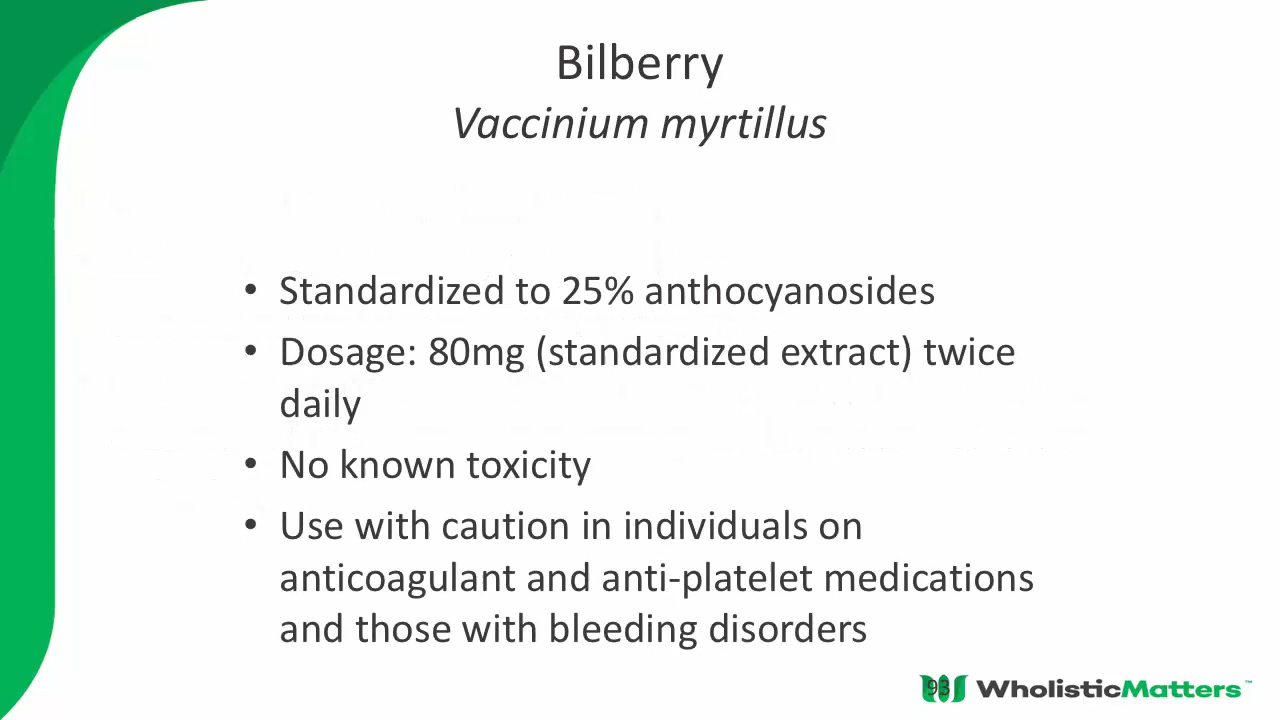 Bilberry
Vaccinium myrtillus
• Standardized to 25% anthocyanosides
• Dosage: 80mg (standardized extract) twice
daily
• No known toxicity
• Use with caution in individuals on
anticoagulant and anti-platelet medications
and those with bleeding disorders
93 WholisticMatters™